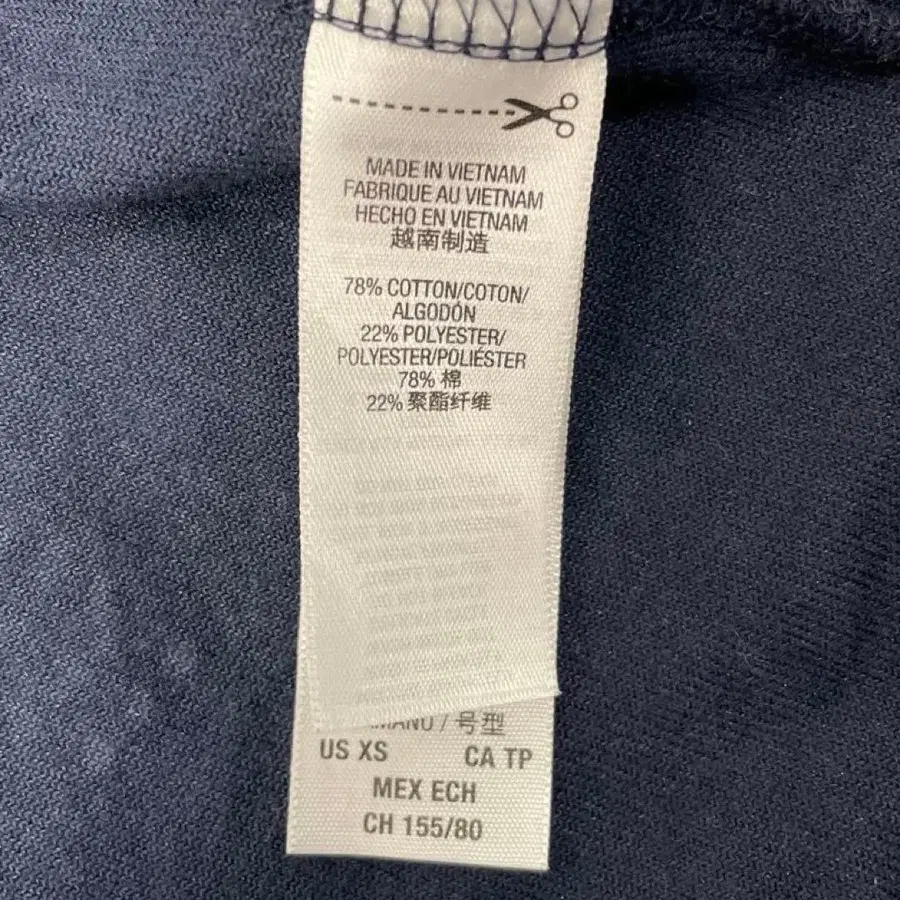 MADE IN VIETNAM
FABRIQUE AU VIETNAM
HECHO EN VIETNAM
越南制造
78% COTTON/COTON/
ALGODÓN
22% POLYESTER/
POLYESTER/POLIÉSTER
78% 棉
22% 聚酯纤维
/ 号型
US XS CA TP
MEX ECH
CH 155/80